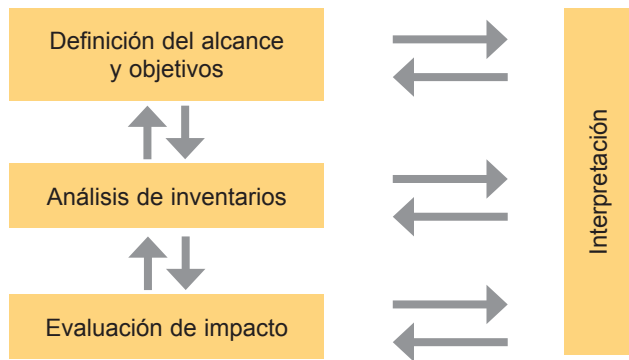 Definición del alcance
y objetivos
Análisis de inventarios
Evaluación de impacto
Interpretación